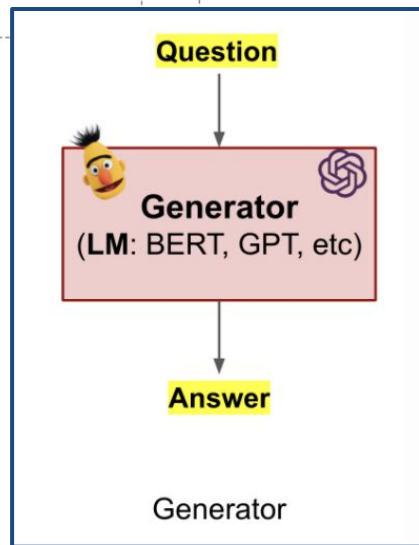 Question
Generator
(LM: BERT, GPT, etc)
Answer
Generator